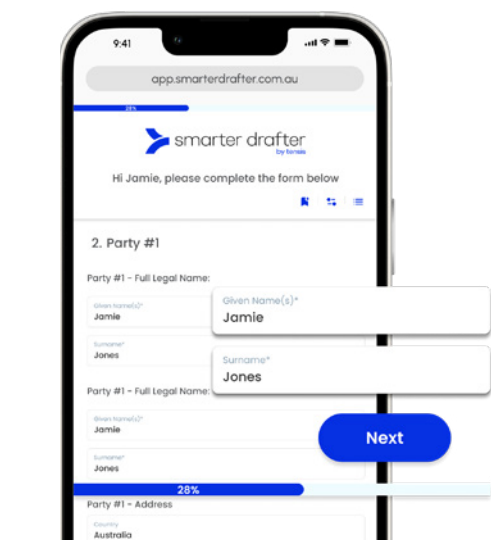 9:41
app.smarterdrafter.com.au
28%
smarter drafter
by lionsis
Hi Jamie, please complete the form below
2. Party #1
Party #1 - Full Legal Name:
Given Name(s)*
Jamie
Surname*
Jones
Given Name(s)*
Jamie
Surname*
Jones
Party #1 - Full Legal Name:
Given Name(s)*
Jamie
Surname*
Jones
Next
28%
Party #1 - Address
Country
Australia